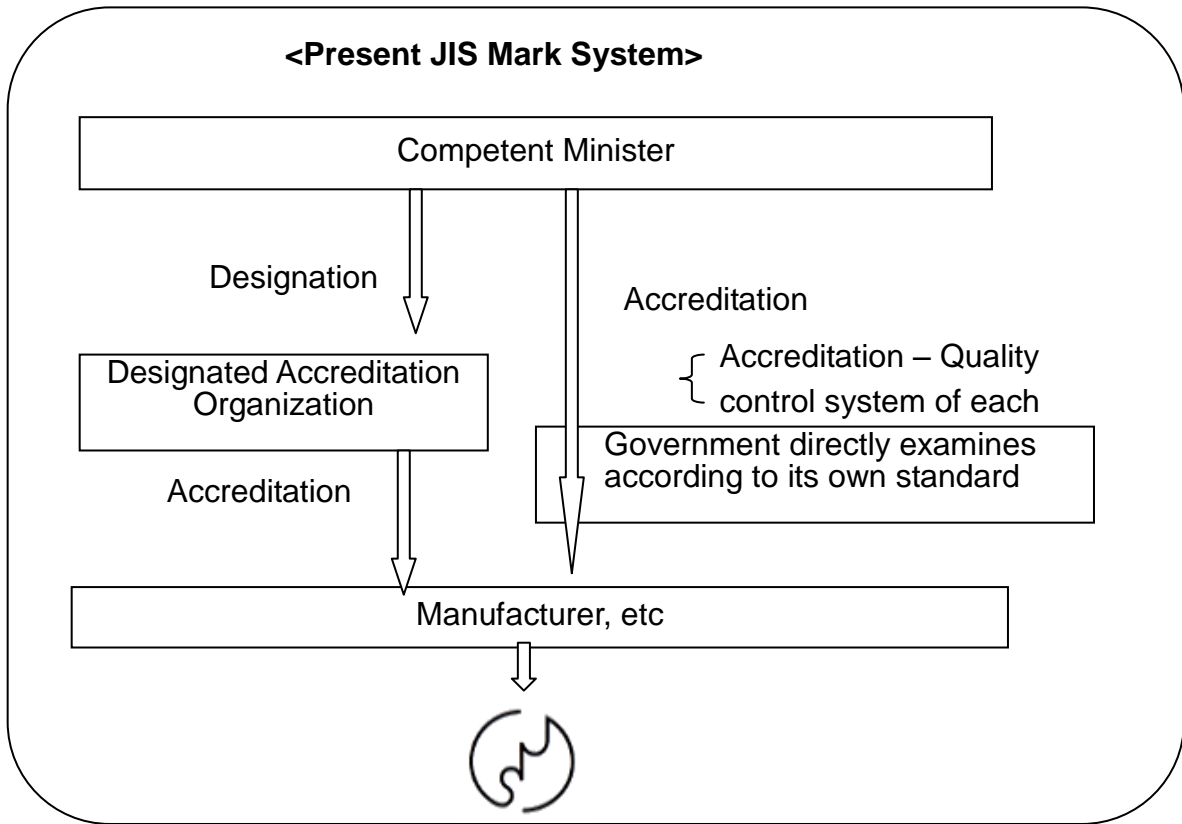 <Present JIS Mark System>
Competent Minister
Designation
Accreditation
Accreditation – Quality
control system of each
Designated Accreditation
Organization
Government directly examines
according to its own standard
Accreditation
Manufacturer, etc